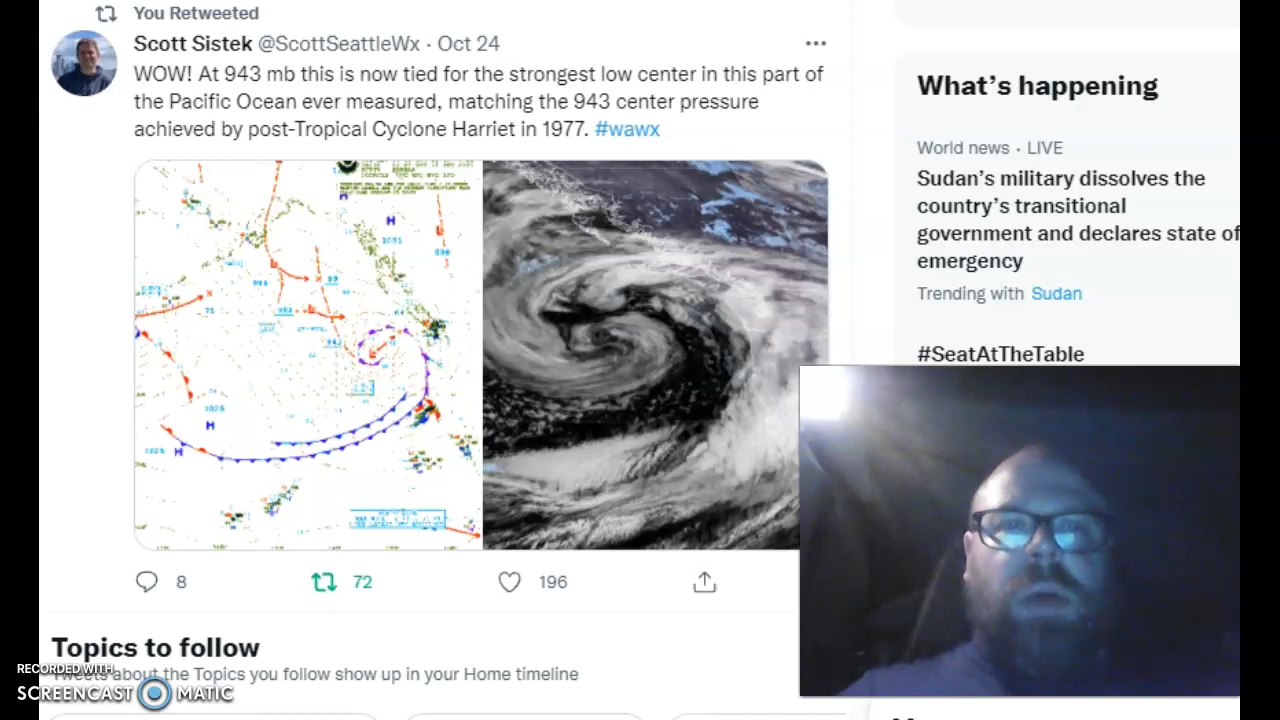 You Retweeted
Scott Sistek @ScottSeattleWx · Oct 24
WOW! At 943 mb this is now tied for the strongest low center in this part of
the Pacific Ocean ever measured, matching the 943 center pressure
achieved by post-Tropical Cyclone Harriet in 1977. #wawx
H
H
1031
H
H
8
72
196
Topics to follow
Tweets about the Topics you follow show up in your Home timeline
What's happening
World news · LIVE
Sudan's military dissolves the
country's transitional
government and declares state of
emergency
Trending with Sudan
#SeatAtTheTable
RECORDED WITH
SCREENCAST MATIC